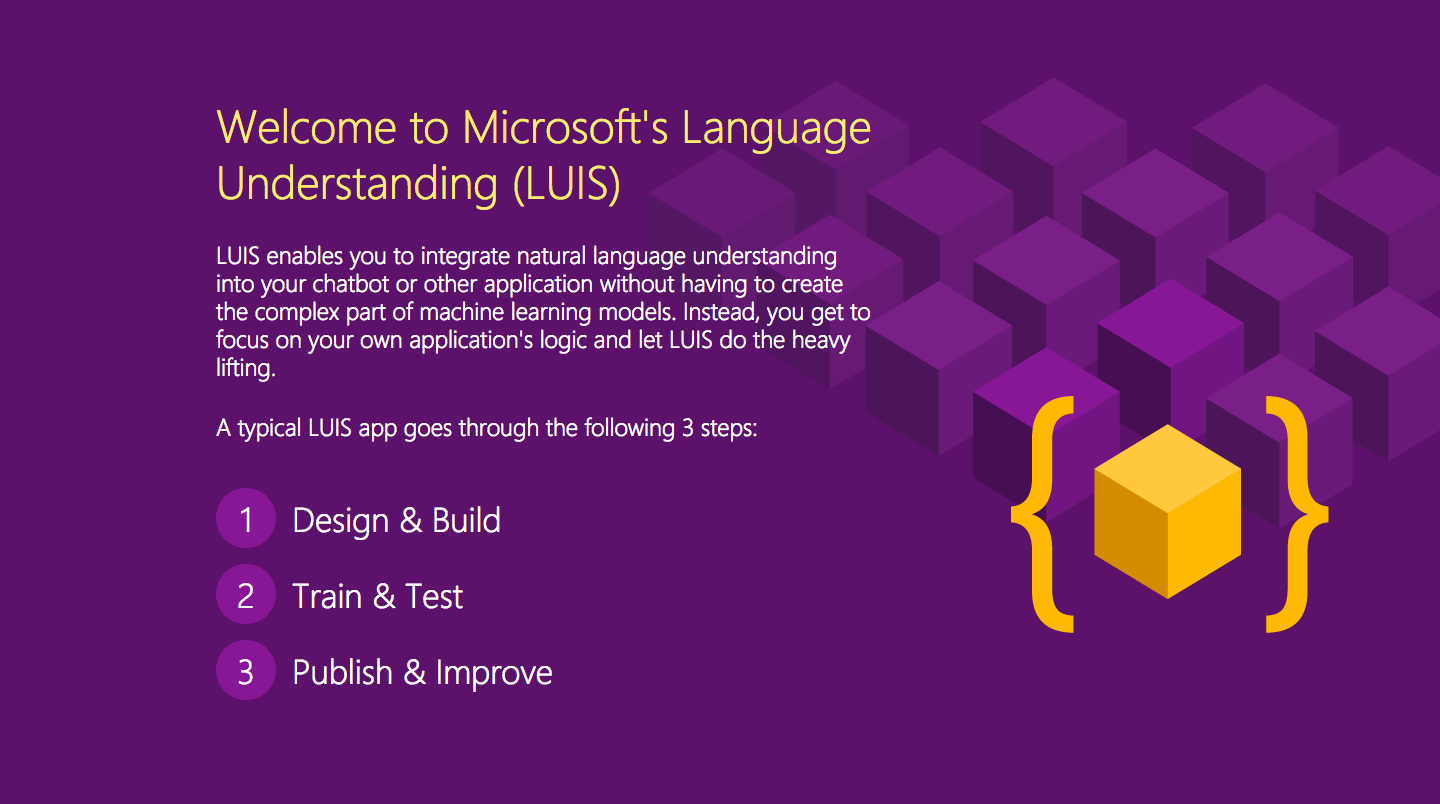 Welcome to Microsoft's Language
Understanding (LUIS)
LUIS enables you to integrate natural language understanding
into your chatbot or other application without having to create
the complex part of machine learning models. Instead, you get to
focus on your own application's logic and let LUIS do the heavy
lifting.
A typical LUIS app goes through the following 3 steps:
1 Design & Build
2 Train & Test
3 Publish & Improve